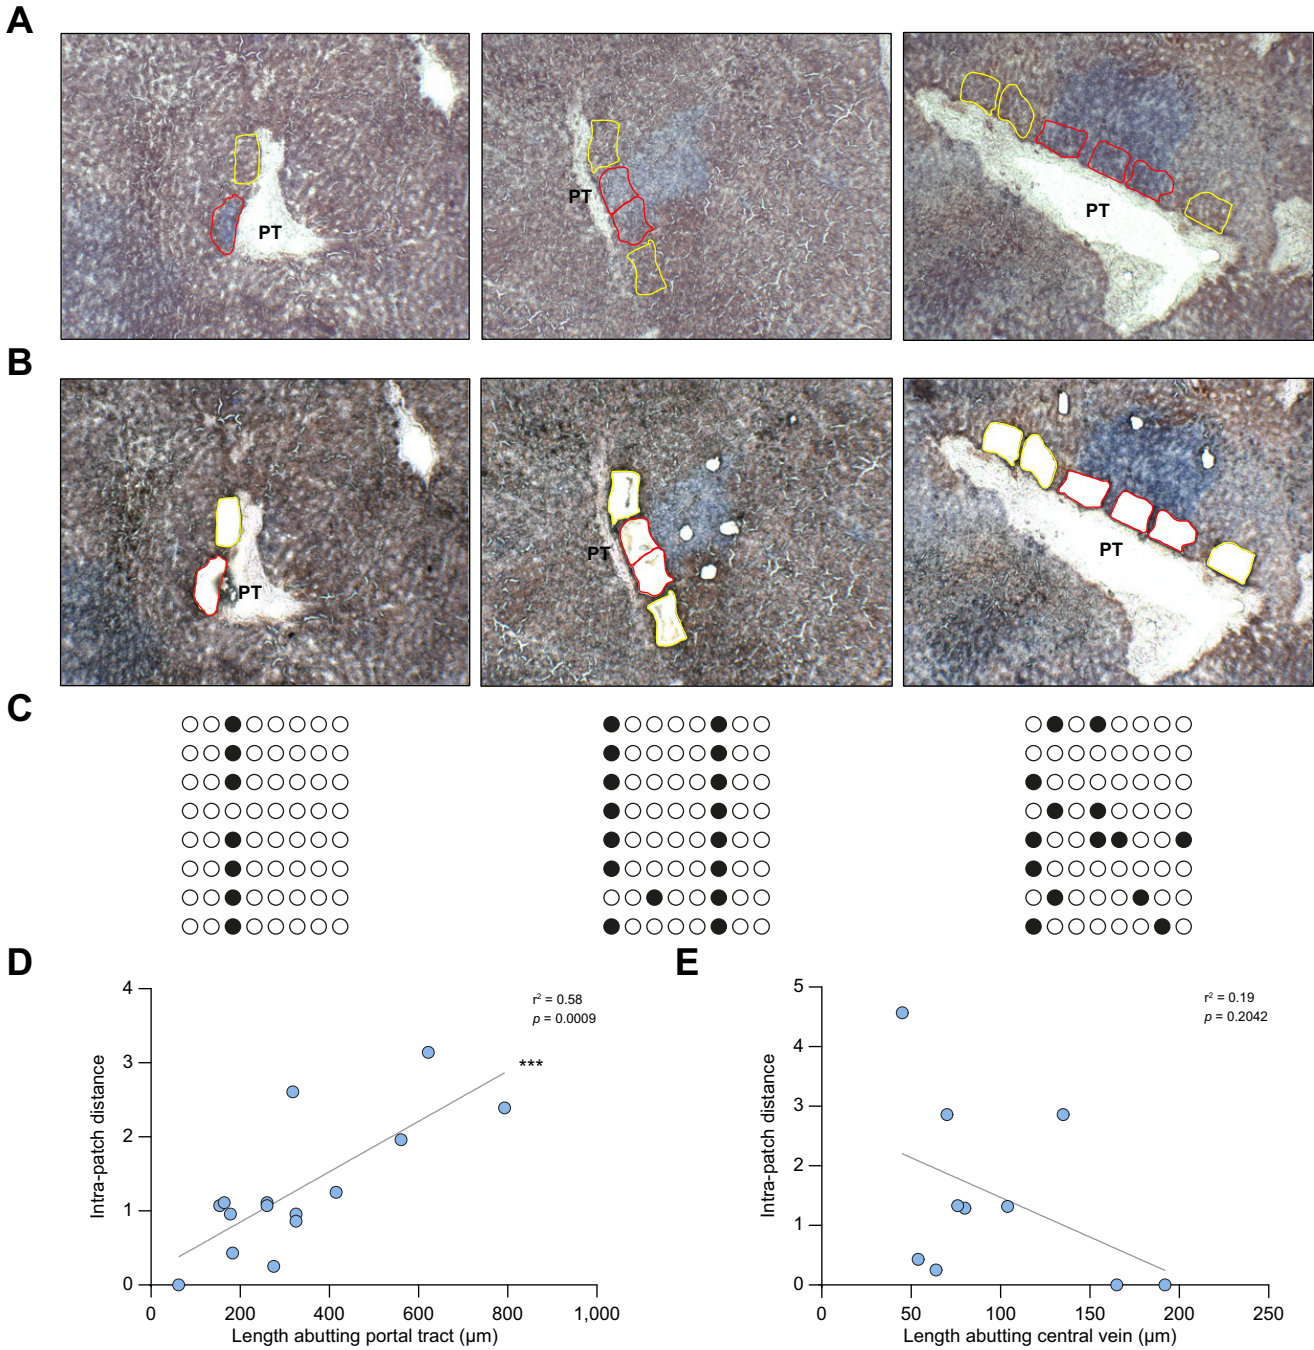 A
PT
PT
PT
B
PT
PT
PT
C
D
E
4
3
2
1
0
Intra-patch distance
r² = 0.58
p = 0.0009
***
0 200 400 600 800 1,000
Length abutting portal tract (µm)
5
4
3
2
1
0
Intra-patch distance
r² = 0.19
p = 0.2042
0 50 100 150 200 250
Length abutting central vein (µm)